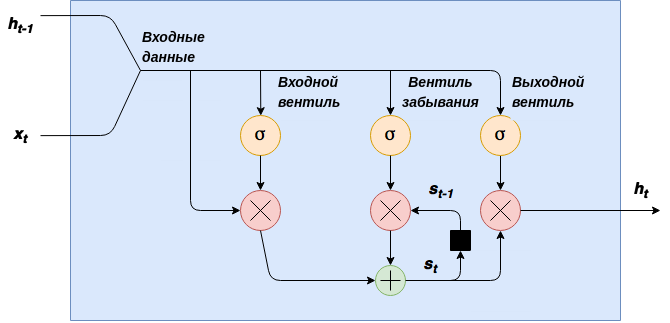 h_{t-1}
Входные
данные
Входной
вентиль
Вентиль
забывания
Выходной
вентиль
x_t
σ
σ
σ
s_{t-1}
h_t
s_t